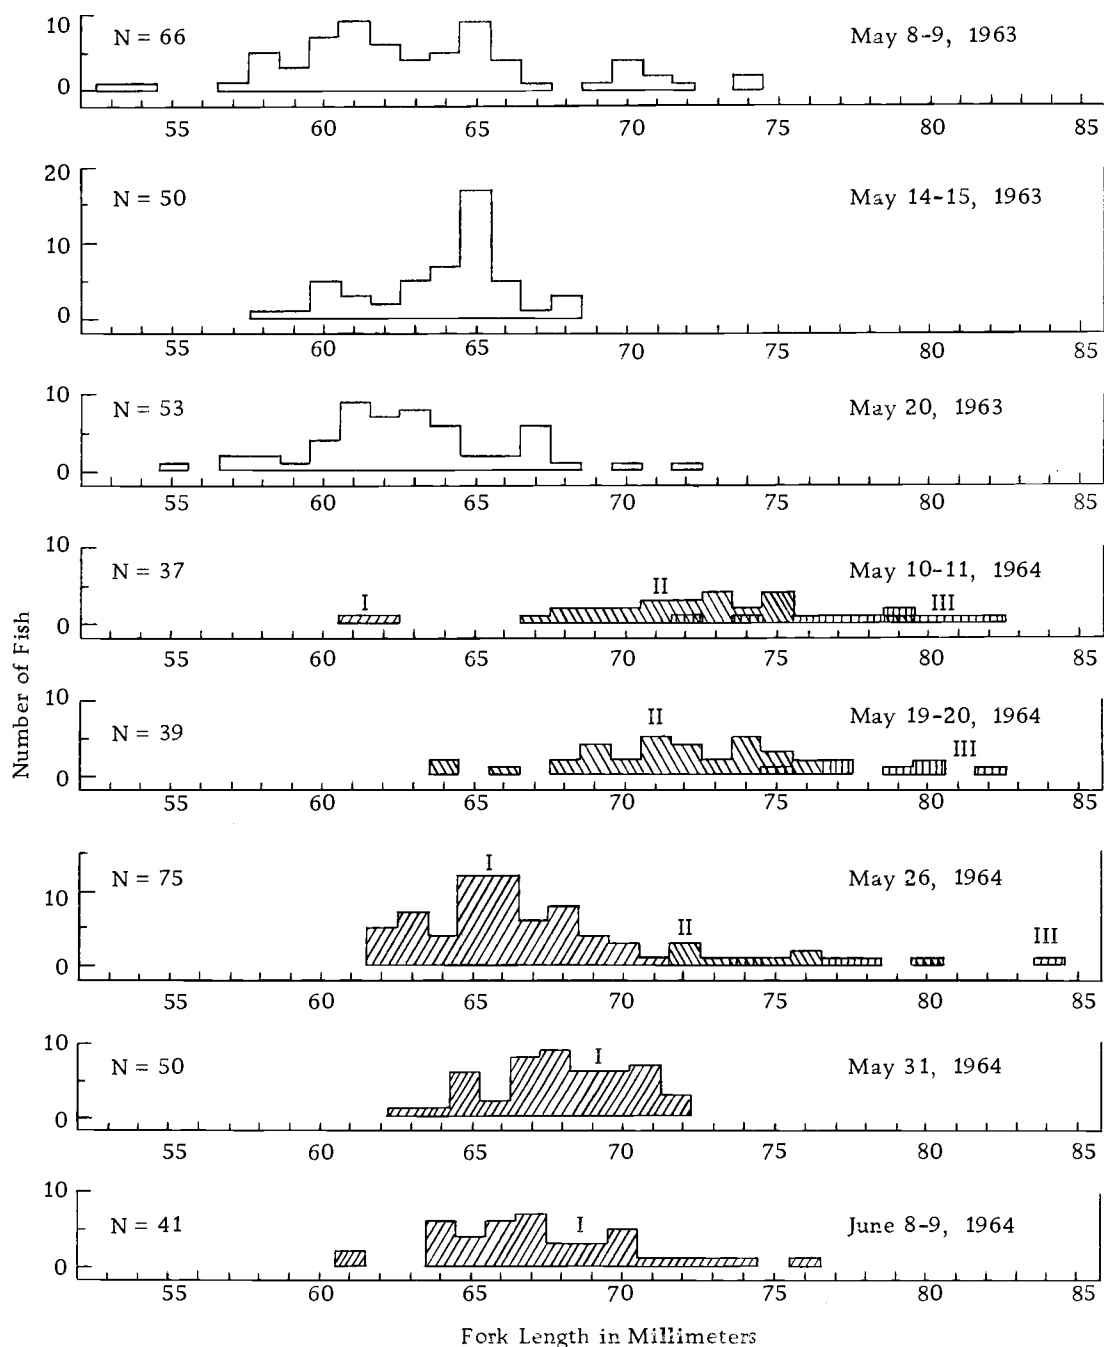 10
N = 66
May 8-9, 1963
0
55 60 65 70 75 80 85
20
N = 50
May 14-15, 1963
10
0
55 60 65 70 75 80 85
10
N = 53
May 20, 1963
0
55 60 65 70 75 80 85
10
N = 37
I
II
May 10-11, 1964
III
0
55 60 65 70 75 80 85
10
N = 39
II
May 19-20, 1964
III
0
55 60 65 70 75 80 85
N = 75
I
May 26, 1964
10
II
III
0
55 60 65 70 75 80 85
10
N = 50
I
May 31, 1964
0
55 60 65 70 75 80 85
10
N = 41
I
June 8-9, 1964
0
55 60 65 70 75 80 85
Number of Fish
Fork Length in Millimeters